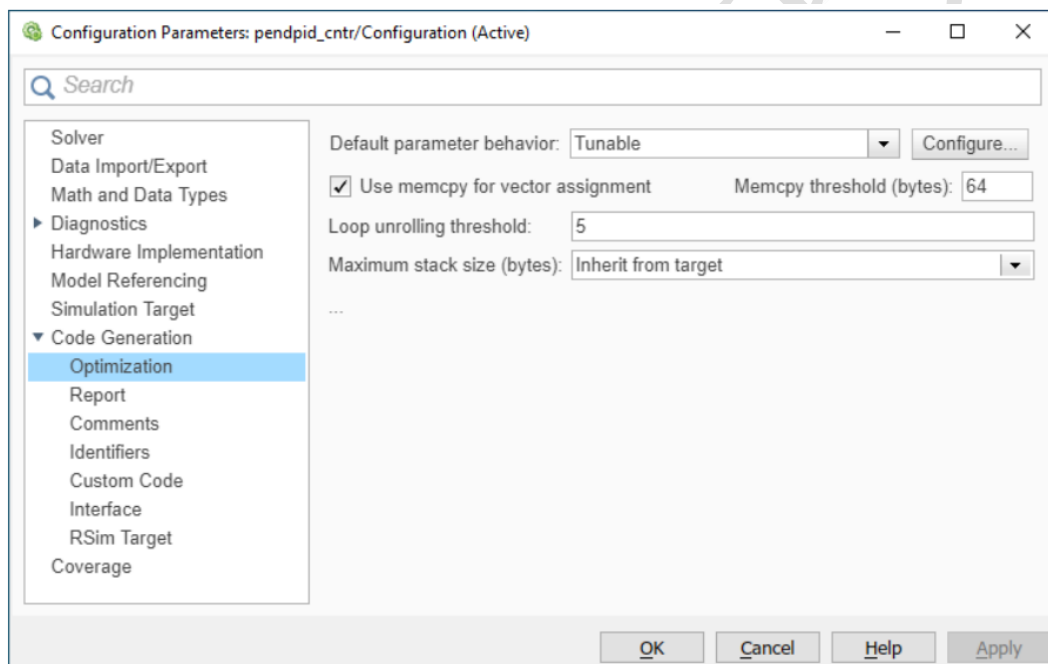 Configuration Parameters: pendpid_cntr/Configuration (Active)
Search
Solver
Data Import/Export
Math and Data Types
Diagnostics
Hardware Implementation
Model Referencing
Simulation Target
Code Generation
Optimization
Report
Comments
Identifiers
Custom Code
Interface
RSim Target
Coverage
Default parameter behavior: Tunable Configure...
Use memcpy for vector assignment Memcpy threshold (bytes): 64
Loop unrolling threshold: 5
Maximum stack size (bytes): Inherit from target
...
OK Cancel Help Apply